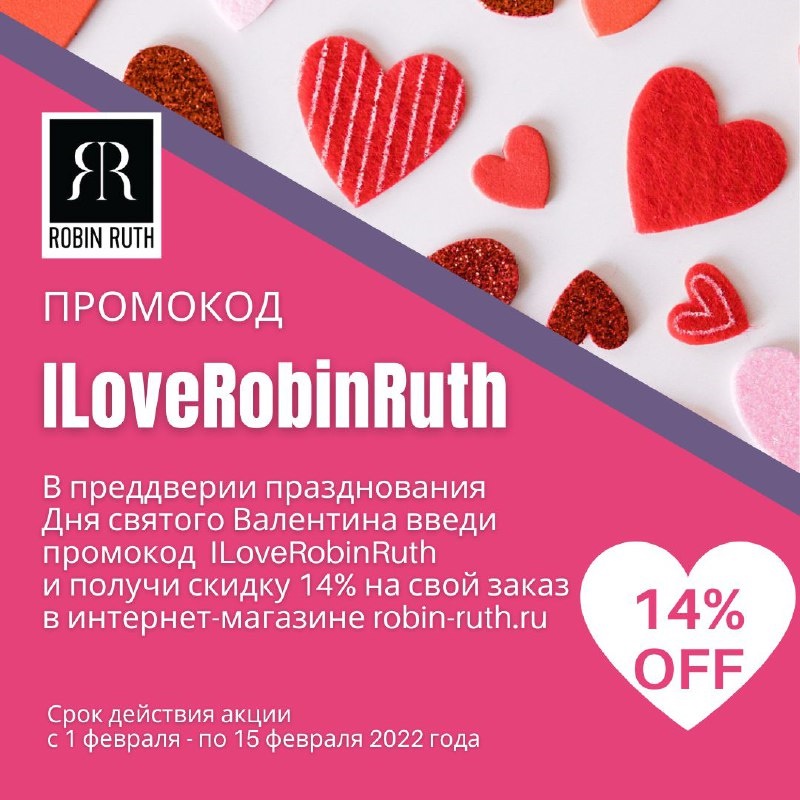 ROBIN RUTH
ПРОМОКОД
ILoveRobinRuth
В преддверии празднования
Дня святого Валентина введи
промокод ILoveRobinRuth
и получи скидку 14% на свой заказ
в интернет-магазине robin-ruth.ru
14%
OFF
Срок действия акции
с 1 февраля - по 15 февраля 2022 года